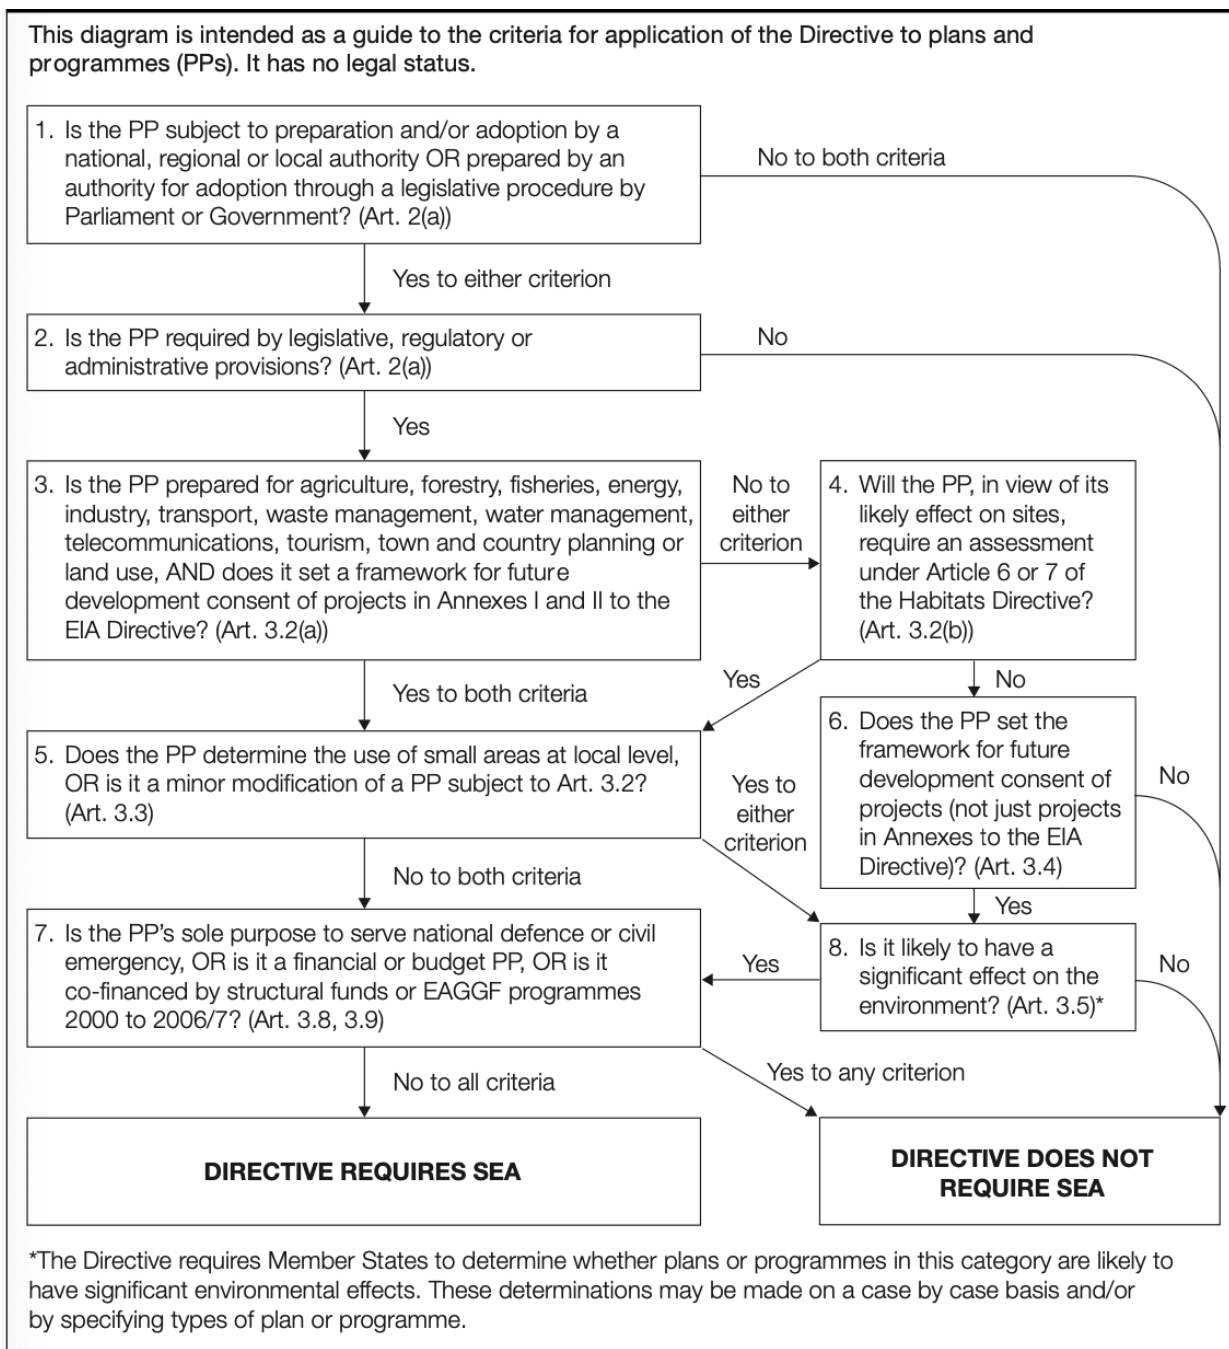 This diagram is intended as a guide to the criteria for application of the Directive to plans and
programmes (PPs). It has no legal status.
1. Is the PP subject to preparation and/or adoption by a
national, regional or local authority OR prepared by an
authority for adoption through a legislative procedure by
Parliament or Government? (Art. 2(a))
No to both criteria
Yes to either criterion
2. Is the PP required by legislative, regulatory or
administrative provisions? (Art. 2(a))
No
Yes
3. Is the PP prepared for agriculture, forestry, fisheries, energy,
industry, transport, waste management, water management,
telecommunications, tourism, town and country planning or
land use, AND does it set a framework for future
development consent of projects in Annexes I and II to the
EIA Directive? (Art. 3.2(a))
No to
either
criterion
4. Will the PP, in view of its
likely effect on sites,
require an assessment
under Article 6 or 7 of
the Habitats Directive?
(Art. 3.2(b))
Yes to both criteria
Yes
No
5. Does the PP determine the use of small areas at local level,
OR is it a minor modification of a PP subject to Art. 3.2?
(Art. 3.3)
Yes to
either
criterion
6. Does the PP set the
framework for future
development consent of
projects (not just projects
in Annexes to the EIA
Directive)? (Art. 3.4)
No
No to both criteria
Yes
7. Is the PP's sole purpose to serve national defence or civil
emergency, OR is it a financial or budget PP, OR is it
co-financed by structural funds or EAGGF programmes
2000 to 2006/7? (Art. 3.8, 3.9)
Yes
8. Is it likely to have a
significant effect on the
environment? (Art. 3.5)*
No
No to all criteria
Yes to any criterion
DIRECTIVE REQUIRES SEA
DIRECTIVE DOES NOT
REQUIRE SEA
*The Directive requires Member States to determine whether plans or programmes in this category are likely to
have significant environmental effects. These determinations may be made on a case by case basis and/or
by specifying types of plan or programme.